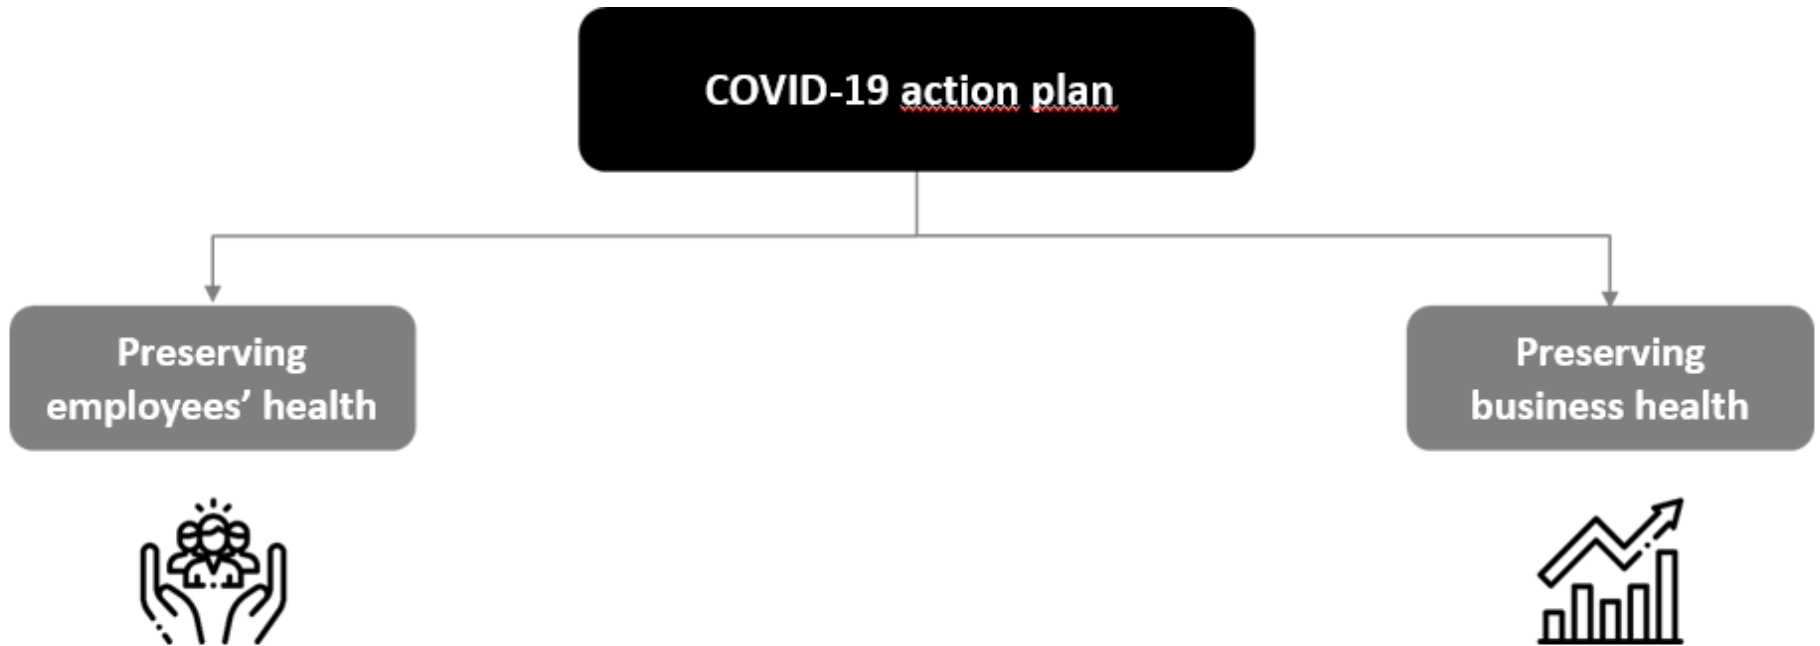 COVID-19 action plan
Preserving
employees’ health
Preserving
business health